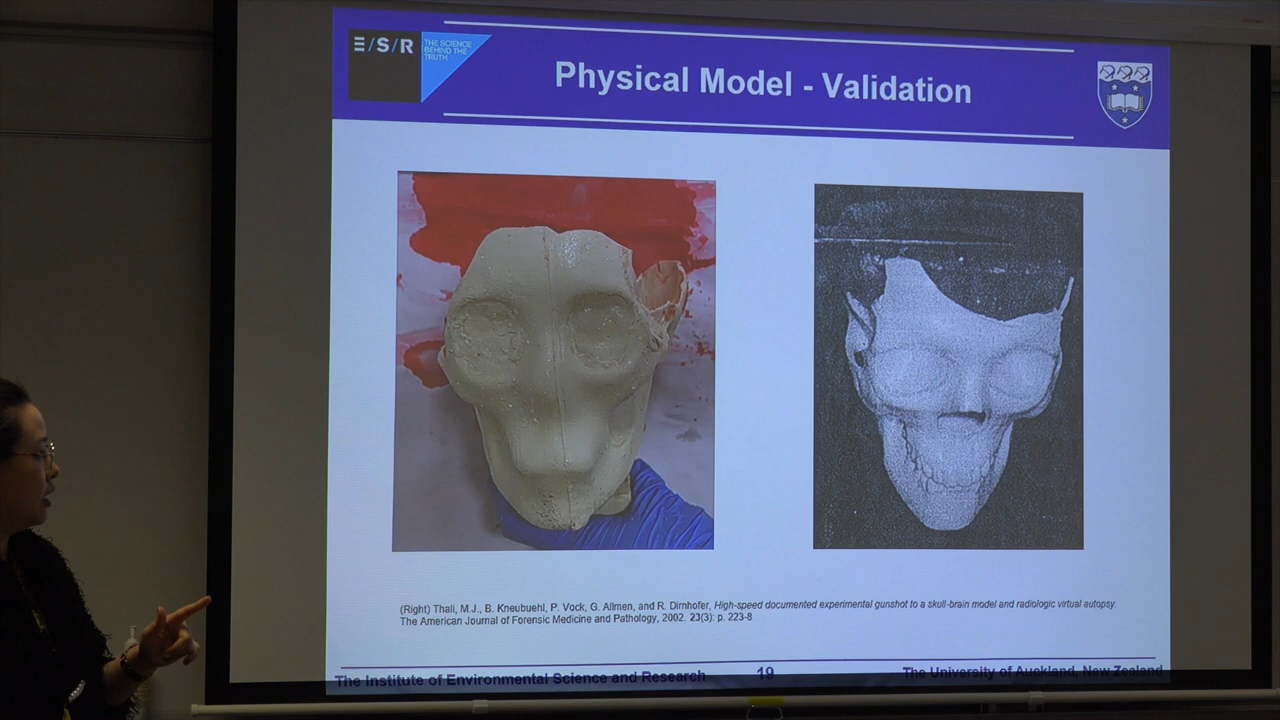 E/S/R
THE SCIENCE
BEHIND THE
TRUTH
Physical Model - Validation
(Right) Thali, M.J., B. Kneubuehl, P. Vock, G. Allmen, and R. Dirnhofer, High-speed documented experimental gunshot to a skull-brain model and radiologic virtual autopsy.
The American Journal of Forensic Medicine and Pathology, 2002. 23(3): p. 223-8
The Institute of Environmental Science and Research
19
The University of Auckland, New Zealand